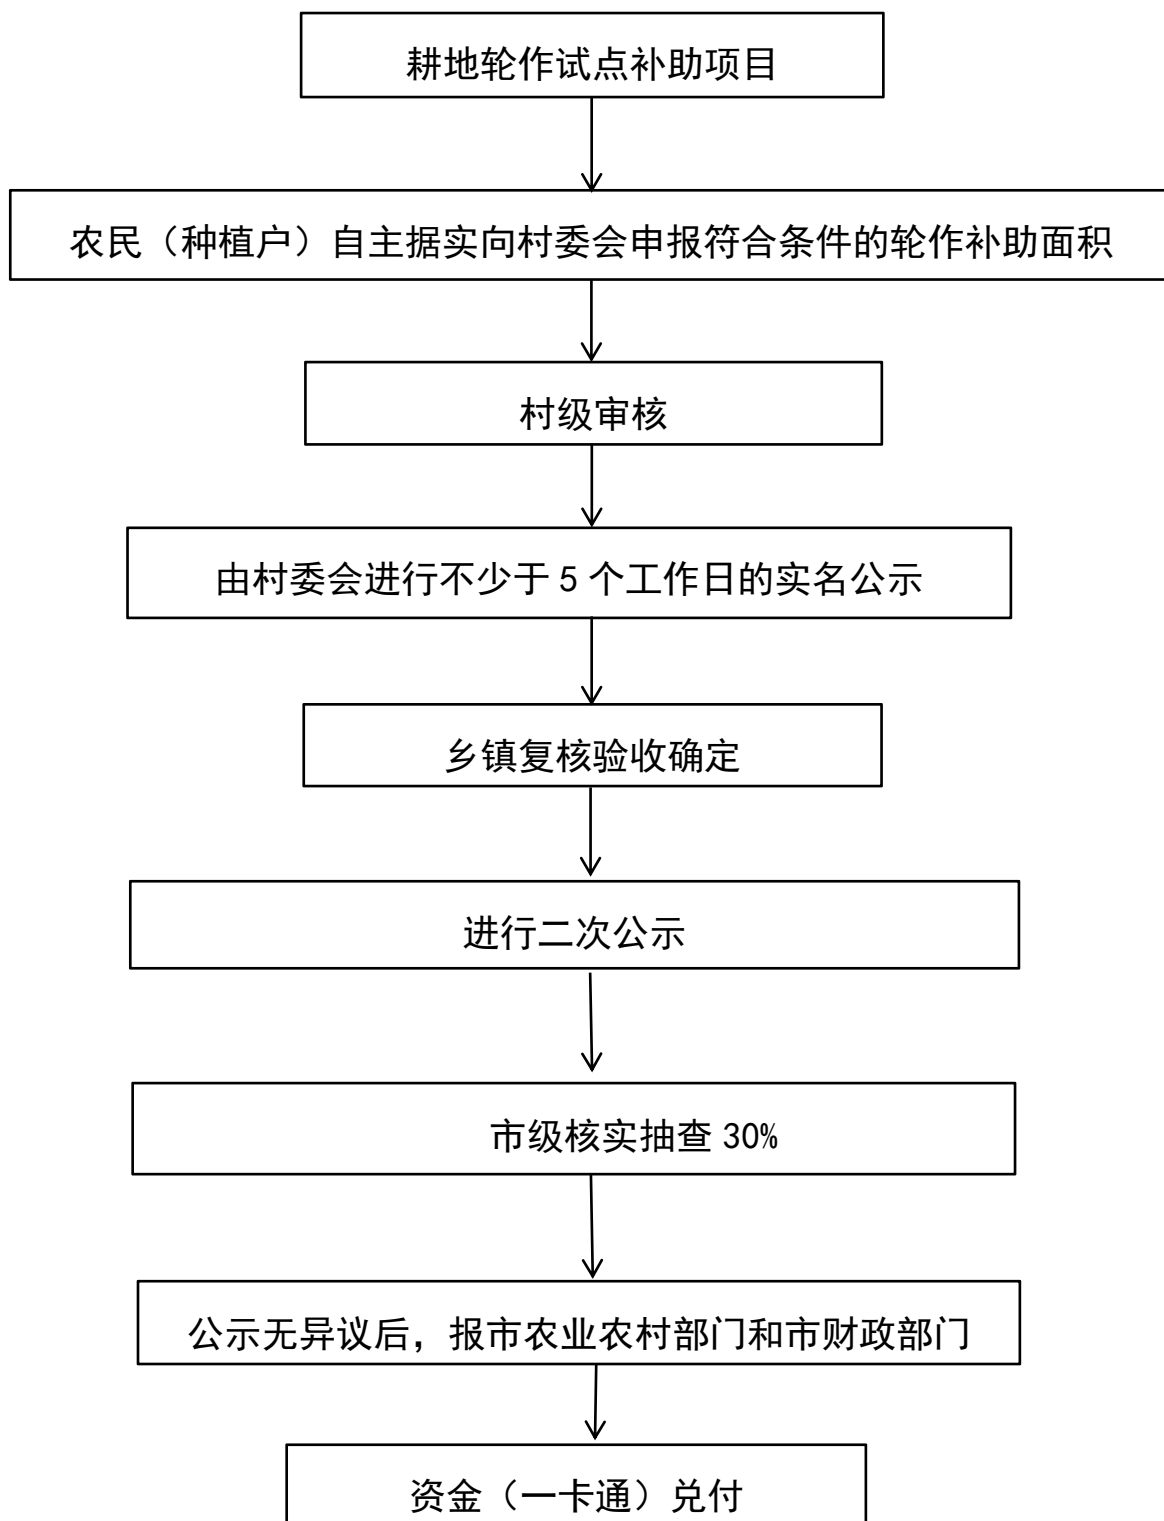 耕地轮作试点补助项目
农民（种植户）自主据实向村委会申报符合条件的轮作补助面积
村级审核
由村委会进行不少于 5 个工作日的实名公示
乡镇复核验收确定
进行二次公示
市级核实抽查 30%
公示无异议后，报市农业农村部门和市财政部门
资金（一卡通）兑付